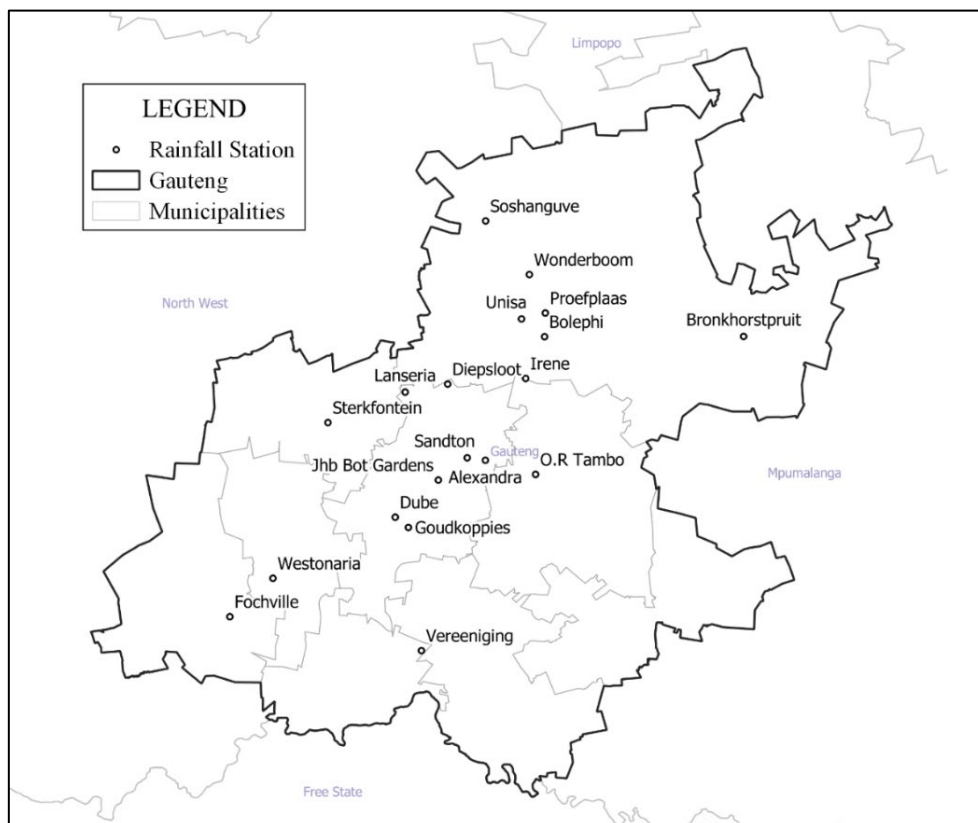 Limpopo
LEGEND
Rainfall Station
Gauteng
Municipalities
Soshanguve
Wonderboom
North West
Unisa
Proefplaas
Bolephi
Bronkhorstpruit
Lanseria
Diepsloot
Irene
Sterkfontein
Sandton
Gauteng
Jhb Bot Gardens
Alexandra
O.R Tambo
Mpumalanga
Dube
Goudkoppies
Westonaria
Fochville
Vereeniging
Free State